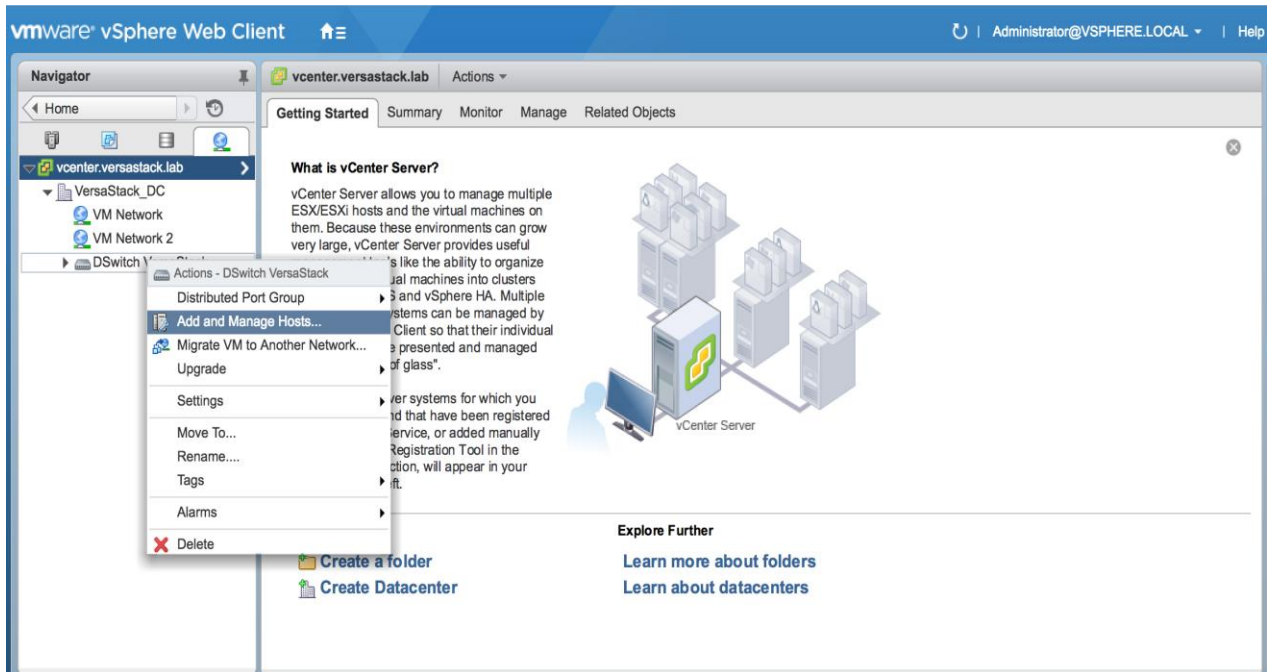 vmware® vSphere Web Client
Administrator@VSPHERE.LOCAL
Help
Navigator
Home
vcenter.versastack.lab
VersaStack_DC
VM Network
VM Network 2
DSwitch
Actions - DSwitch VersaStack
Distributed Port Group
Add and Manage Hosts...
Migrate VM to Another Network...
Upgrade
Settings
Move To...
Rename....
Tags
Alarms
Delete
vcenter.versastack.lab Actions
Getting Started Summary Monitor Manage Related Objects
What is vCenter Server?
vCenter Server allows you to manage multiple
ESX/ESXi hosts and the virtual machines on
them. Because these environments can grow
very large, vCenter Server provides useful
like the ability to organize
machines into clusters
and vSphere HA. Multiple
can be managed by
Client so that their individual
presented and managed
of glass".
systems for which you
that have been registered
or added manually
Registration Tool in the
will appear in your
vCenter Server
Explore Further
Create a folder Learn more about folders
Create Datacenter Learn about datacenters